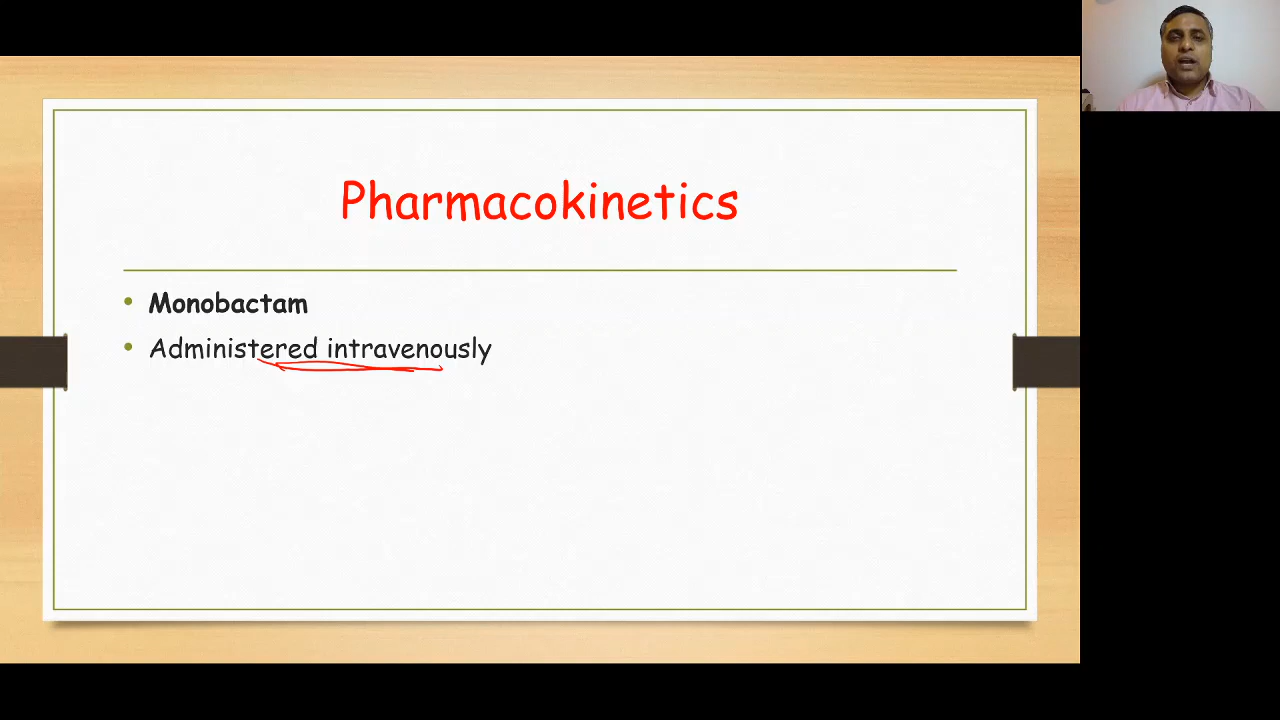 Pharmacokinetics
• Monobactam
• Administered intravenously